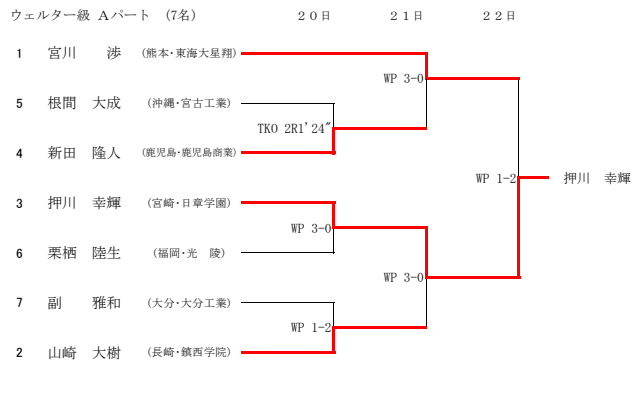 ウェルター級 Aパート （7名） 20日 21日 22日
1 宮川 渉 (熊本・東海大星翔)
WP 3-0
5 根間 大成 (沖縄・宮古工業)
TKO 2R1'24"
4 新田 隆人 (鹿児島・鹿児島商業)
WP 1-2 押川 幸輝
3 押川 幸輝 (宮崎・日章学園)
WP 3-0
6 栗栖 陸生 (福岡・光 陵)
WP 3-0
7 副 雅和 (大分・大分工業)
WP 1-2
2 山崎 大樹 (長崎・鎮西学院)